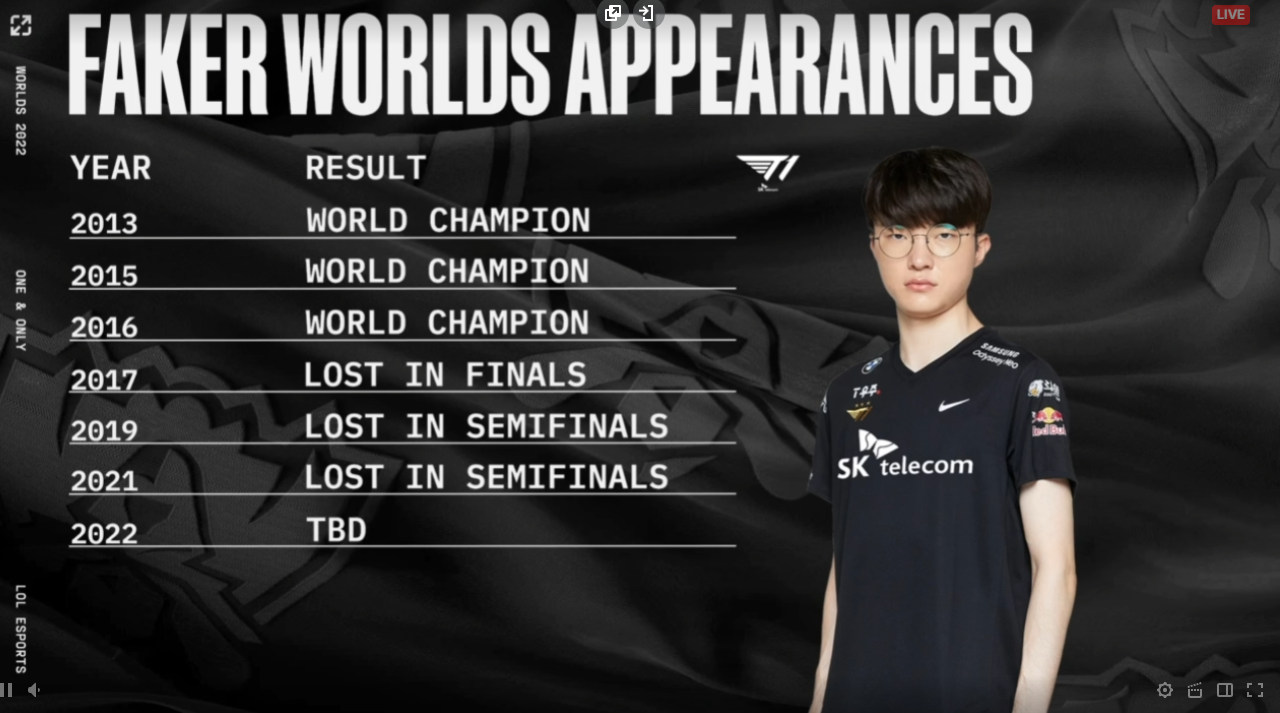 LIVE
FAKER WORLDS APPEARANCES
WORLDS 2022
ONE & ONLY
LOL ESPORTS
YEAR RESULT
2013 WORLD CHAMPION
2015 WORLD CHAMPION
2016 WORLD CHAMPION
2017 LOST IN FINALS
2019 LOST IN SEMIFINALS
2021 LOST IN SEMIFINALS
2022 TBD
T1
SAMSUNG
Odyssey Neo
Red Bull
SK telecom